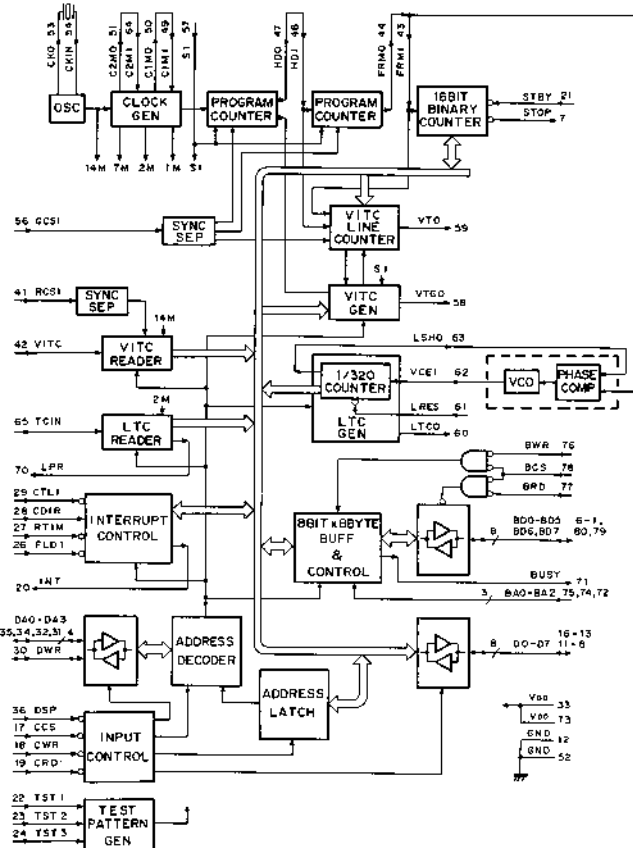 CKO 53
CKIN 54
C2MO 51
C2MI 64
C1MO 50
C1MI 49
SI 57
HDO 47
HDI 46
FRMO 44
FRMI 45
OSC
CLOCK GEN
PROGRAM COUNTER
PROGRAM COUNTER
16BIT BINARY COUNTER
STBY 21
STOP 7
14M
7M
2M
1M
SI
56 GCSI
SYNC SEP
VITC LINE COUNTER
VTO 59
SI
41 RCSI
SYNC SEP
VITC GEN
VTGO 58
14M
42 VITC
VITC READER
LSHO 63
1/320 COUNTER
VCEI 62
VCO
PHASE COMP
2M
65 TCIN
LTC READER
LTC GEN
LRES 61
LTCO 60
70 LPR
BWR 76
BCS 78
BRD 77
29 CTLI
28 CDIR
27 RTIM
26 FLDI
INTERRUPT CONTROL
20 INT
8BIT x 8BYTE BUFF & CONTROL
8
BD0-BD5 6-1,
BD6,BD7 80,79
BUSY 71
3 BA0-BA2 75,74,72
DA0-DA3
35,34,32,31 4
30 DWR
ADDRESS DECODER
8 D0-D7 16-13
11-8
ADDRESS LATCH
36 DSP
17 CCS
18 CWR
19 CRD
INPUT CONTROL
VDD 33
VDD 73
GND 12
GND 52
22 TST1
23 TST2
24 TST3
TEST PATTERN GEN